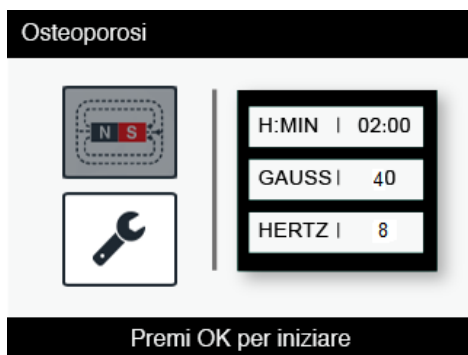 Osteoporosi
N S
H:MIN | 02:00
GAUSS | 40
HERTZ | 8
Premi OK per iniziare